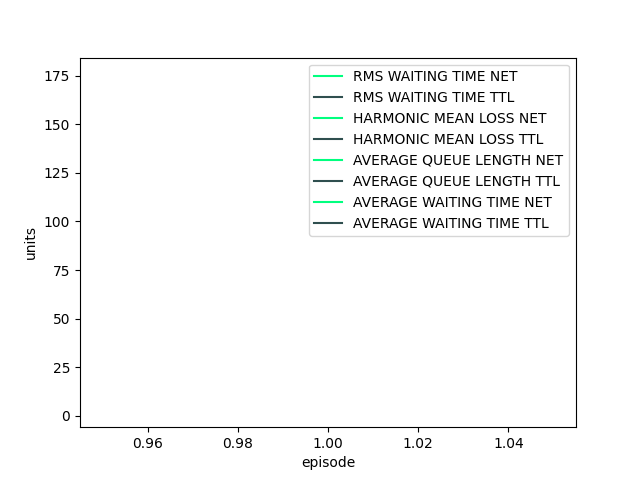 RMS WAITING TIME NET
RMS WAITING TIME TTL
HARMONIC MEAN LOSS NET
HARMONIC MEAN LOSS TTL
AVERAGE QUEUE LENGTH NET
AVERAGE QUEUE LENGTH TTL
AVERAGE WAITING TIME NET
AVERAGE WAITING TIME TTL
175
150
125
100
75
50
25
0
units
0.96 0.98 1.00 1.02 1.04
episode